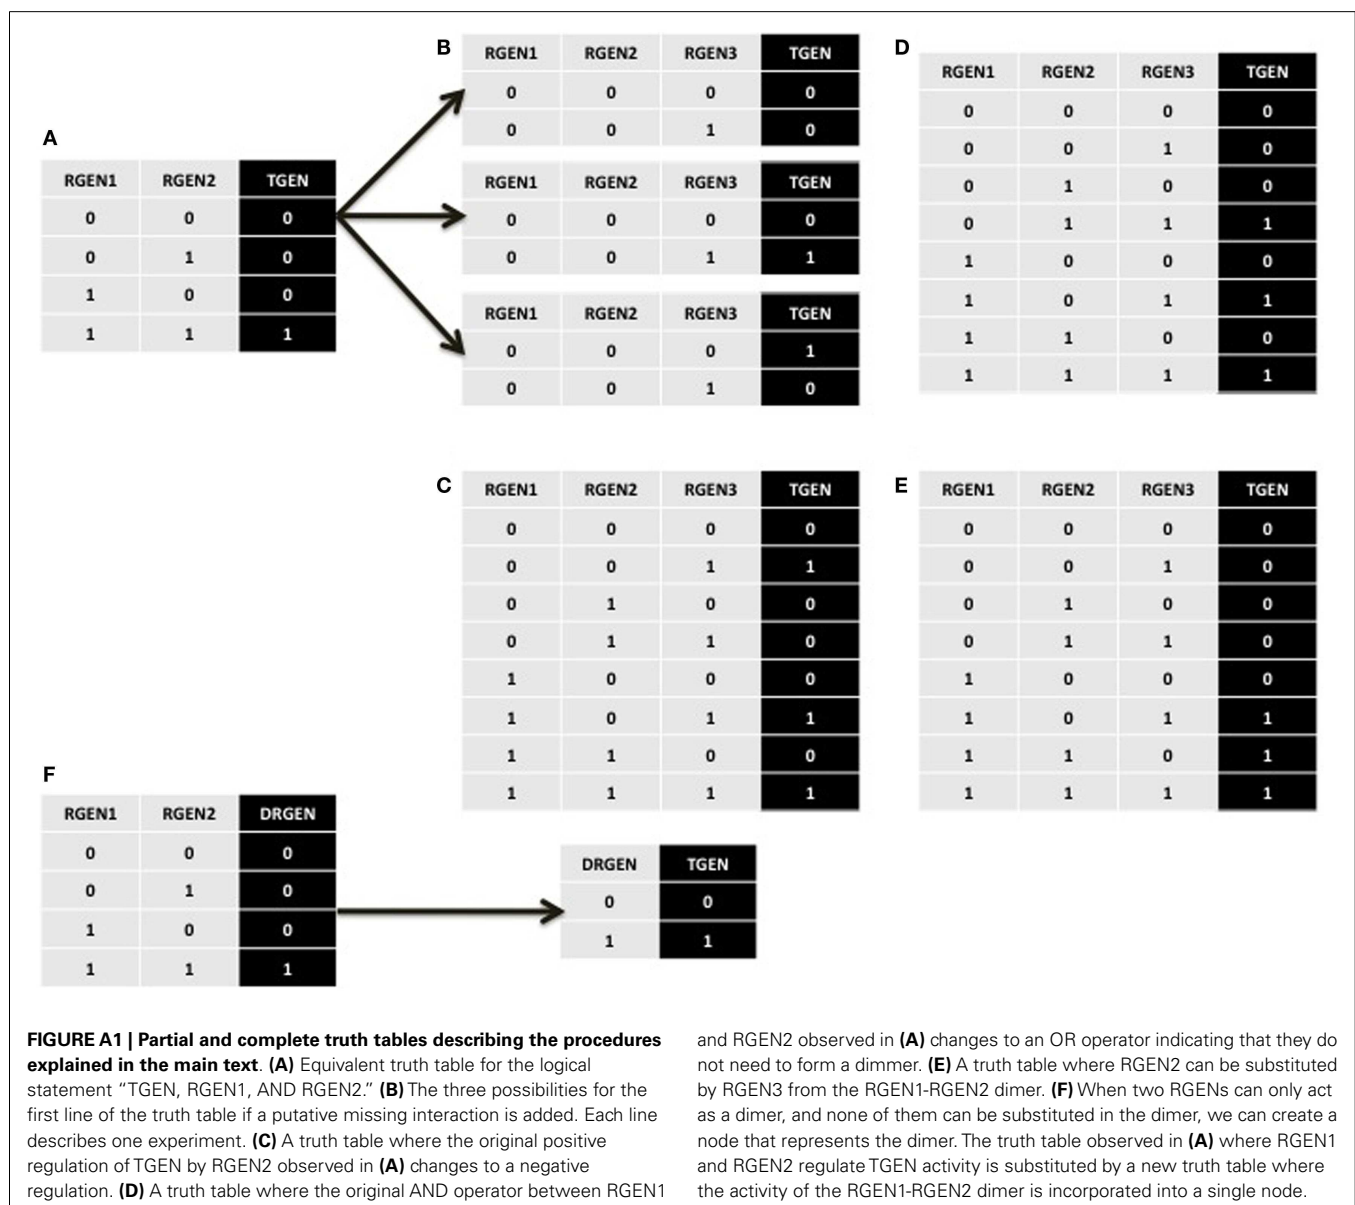 A
RGEN1 RGEN2 TGEN
0 0 0
0 1 0
1 0 0
1 1 1
B
RGEN1 RGEN2 RGEN3 TGEN
0 0 0 0
0 0 1 0
RGEN1 RGEN2 RGEN3 TGEN
0 0 0 0
0 0 1 1
RGEN1 RGEN2 RGEN3 TGEN
0 0 0 1
0 0 1 0
D
RGEN1 RGEN2 RGEN3 TGEN
0 0 0 0
0 0 1 0
0 1 0 0
0 1 1 1
1 0 0 0
1 0 1 1
1 1 0 0
1 1 1 1
C
RGEN1 RGEN2 RGEN3 TGEN
0 0 0 0
0 0 1 1
0 1 0 0
0 1 1 0
1 0 0 0
1 0 1 1
1 1 0 0
1 1 1 1
E
RGEN1 RGEN2 RGEN3 TGEN
0 0 0 0
0 0 1 0
0 1 0 0
0 1 1 0
1 0 0 0
1 0 1 1
1 1 0 1
1 1 1 1
F
RGEN1 RGEN2 DRGEN
0 0 0
0 1 0
1 0 0
1 1 1
DRGEN TGEN
0 0
1 1
FIGURE A1 | Partial and complete truth tables describing the procedures
explained in the main text. (A) Equivalent truth table for the logical
statement “TGEN, RGEN1, AND RGEN2.” (B) The three possibilities for the
first line of the truth table if a putative missing interaction is added. Each line
describes one experiment. (C) A truth table where the original positive
regulation of TGEN by RGEN2 observed in (A) changes to a negative
regulation. (D) A truth table where the original AND operator between RGEN1
and RGEN2 observed in (A) changes to an OR operator indicating that they do
not need to form a dimmer. (E) A truth table where RGEN2 can be substituted
by RGEN3 from the RGEN1-RGEN2 dimer. (F) When two RGENs can only act
as a dimer, and none of them can be substituted in the dimer, we can create a
node that represents the dimer. The truth table observed in (A) where RGEN1
and RGEN2 regulate TGEN activity is substituted by a new truth table where
the activity of the RGEN1-RGEN2 dimer is incorporated into a single node.